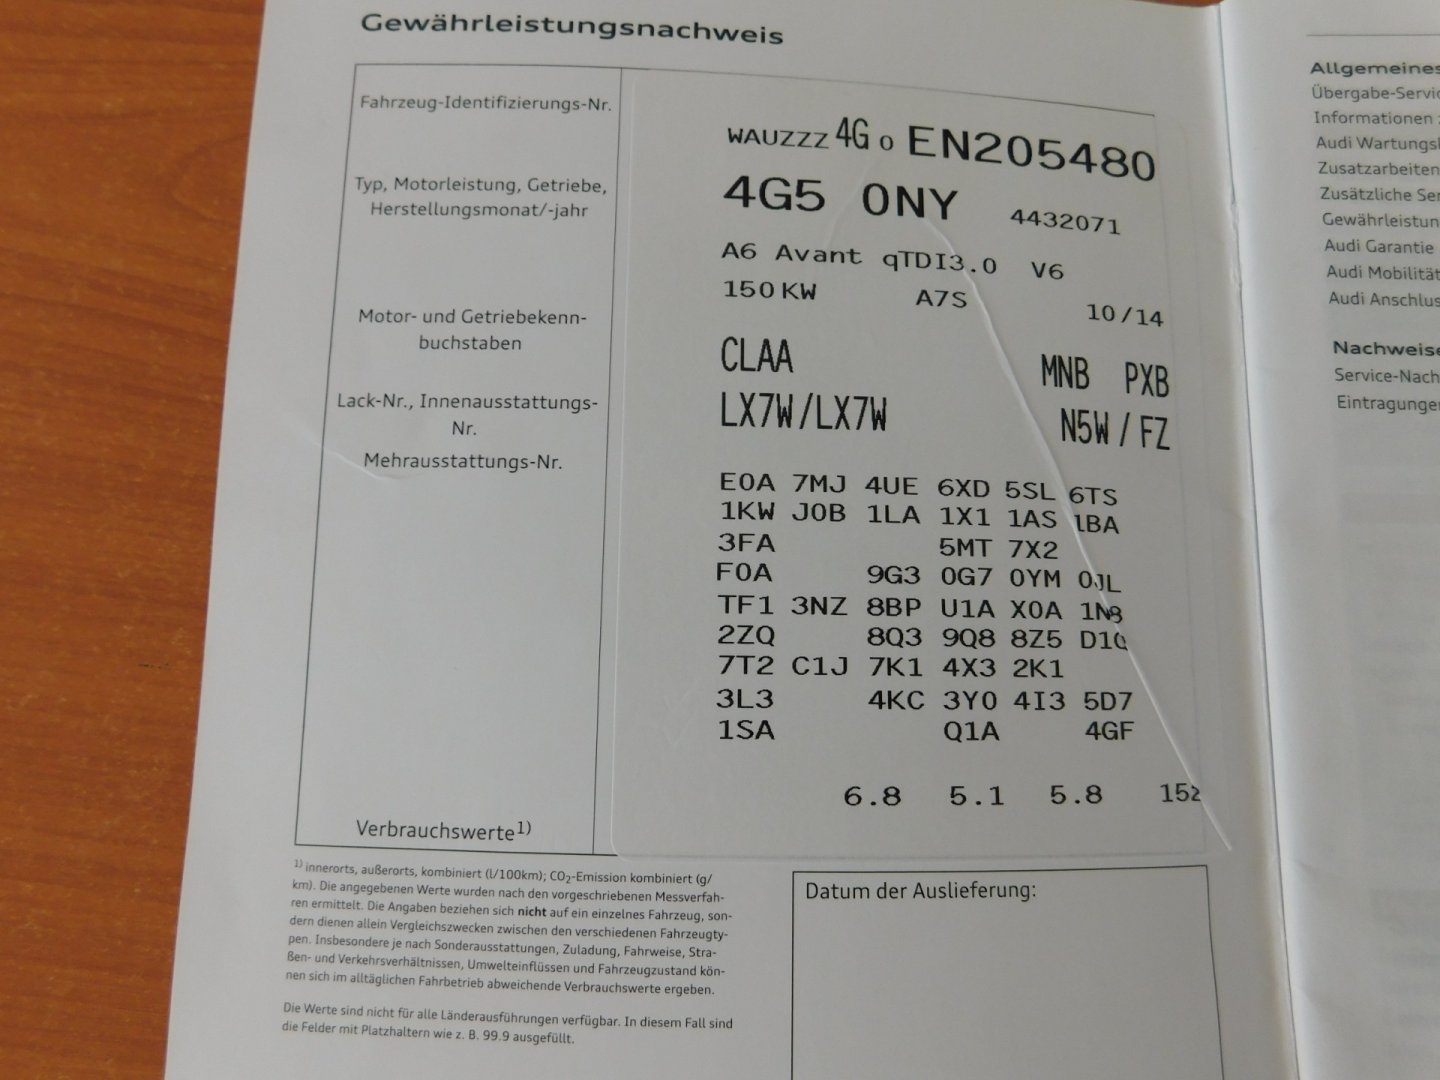 Gewährleistungsnachweis
Fahrzeug-Identifizierungs-Nr.
WAUZZZ 4G 0 EN205480
Typ, Motorleistung, Getriebe,
Herstellungsmonat/-jahr
4G5 0NY 4432071
A6 Avant qTDI3.0 V6
150 KW A7S 10/14
Motor- und Getriebekenn-
buchstaben
CLAA MNB PXB
Lack-Nr., Innenausstattungs-
Nr.
LX7W/LX7W N5W / FZ
Mehrausstattungs-Nr.
E0A 7MJ 4UE 6XD 5SL 6TS
1KW J0B 1LA 1X1 1AS 1BA
3FA 5MT 7X2
F0A 9G3 0G7 0YM 0JL
TF1 3NZ 8BP U1A X0A 1N8
2ZQ 8Q3 9Q8 8Z5
7T2 C1J 7K1 4X3 2K1
3L3 4KC 3Y0 4I3 5D7
1SA Q1A 4GF
Verbrauchswerte1)
6.8 5.1 5.8
1) innerorts, außerorts, kombiniert (l/100km); CO2-Emission kombiniert (g/
km). Die angegebenen Werte wurden nach den vorgeschriebenen Messverfah-
ren ermittelt. Die Angaben beziehen sich nicht auf ein einzelnes Fahrzeug, son-
dern dienen allein Vergleichszwecken zwischen den verschiedenen Fahrzeugty-
pen. Insbesondere je nach Sonderausstattungen, Zuladung, Fahrweise, Stra-
ßen- und Verkehrsverhältnissen, Umwelteinflüssen und Fahrzeugzustand kön-
nen sich im alltäglichen Fahrbetrieb abweichende Verbrauchswerte ergeben.
Die Werte sind nicht für alle Länderausführungen verfügbar. In diesem Fall sind
die Felder mit Platzhaltern wie z. B. 99.9 ausgefüllt.
Datum der Auslieferung:
Allgemeines
Übergabe-Servic
Informationen
Audi Wartungs
Zusatzarbeiten
Zusätzliche Ser
Gewährleistun
Audi Garantie
Audi Mobilität
Audi Anschlus
Nachweise
Service-Nach
Eintragunge